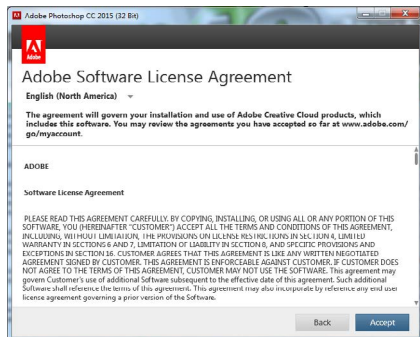 Adobe Photoshop CC 2015 (32 Bit)
Adobe
Adobe Software License Agreement
English (North America)
The agreement will govern your installation and use of Adobe Creative Cloud products, which
includes this software. You may review the agreements you have accepted so far at www.adobe.com/
go/myaccount.
ADOBE
Software License Agreement
PLEASE READ THIS AGREEMENT CAREFULLY. BY COPYING, INSTALLING, OR USING ALL OR ANY PORTION OF THIS
SOFTWARE, YOU (HEREINAFTER "CUSTOMER") ACCEPT ALL THE TERMS AND CONDITIONS OF THIS AGREEMENT,
INCLUDING, WITHOUT LIMITATION, THE PROVISIONS ON LICENSE RESTRICTIONS IN SECTION 4, LIMITED
WARRANTY IN SECTIONS 6 AND 7, LIMITATION OF LIABILITY IN SECTION 8, AND SPECIFIC PROVISIONS AND
EXCEPTIONS IN SECTION 16. CUSTOMER AGREES THAT THIS AGREEMENT IS LIKE ANY WRITTEN NEGOTIATED
AGREEMENT SIGNED BY CUSTOMER. THIS AGREEMENT IS ENFORCEABLE AGAINST CUSTOMER. IF CUSTOMER DOES
NOT AGREE TO THE TERMS OF THIS AGREEMENT, CUSTOMER MAY NOT USE THE SOFTWARE. This agreement may
govern Customer's use of additional Software subsequent to the effective date of this agreement. Such additional
Software shall reference the terms of this agreement. This agreement may also incorporate by reference any end user
license agreement governing a prior version of the Software.
Back
Accept